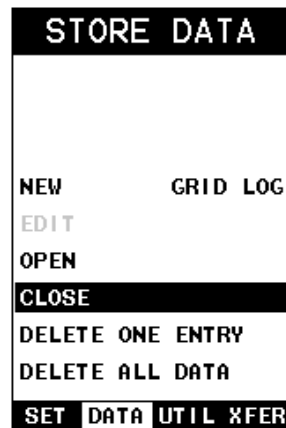 STORE DATA
NEW GRID LOG
EDIT
OPEN
CLOSE
DELETE ONE ENTRY
DELETE ALL DATA
SET DATA UTIL XFER